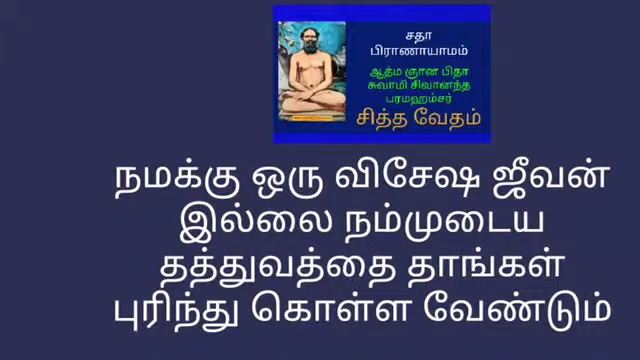 சதா
பிராணாயாமம்
ஆத்ம ஞான பிதா
சுவாமி சிவானந்த
பரமஹம்சர்
சித்த வேதம்
நமக்கு ஒரு விசேஷ ஜீவன்
இல்லை நம்முடைய
தத்துவத்தை தாங்கள்
புரிந்து கொள்ள வேண்டும்